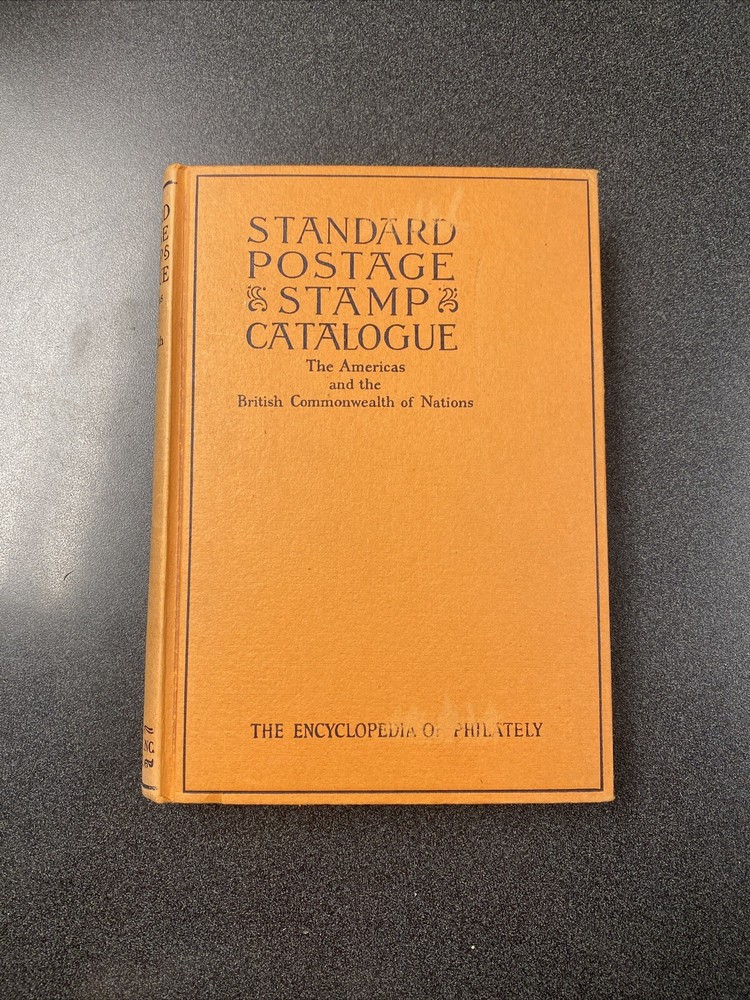 STANDARD
POSTAGE
STAMP
CATALOGUE
The Americas
and the
British Commonwealth of Nations
THE ENCYCLOPEDIA OF PHILATELY